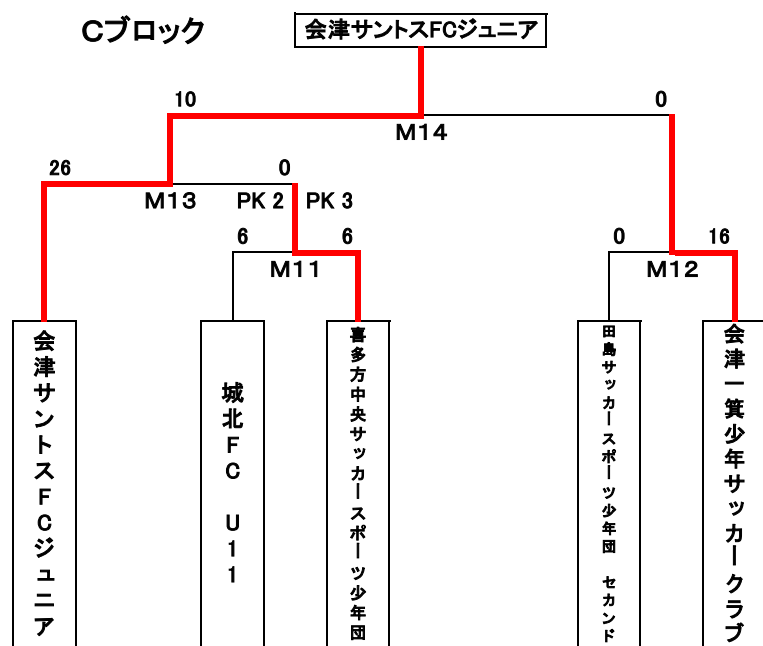 Cブロック
会津サントスFCジュニア
10
0
M14
26
0
M13
PK 2
PK 3
6
6
0
16
M11
M12
会津サントスFCジュニア
城北FC U11
喜多方中央サッカースポーツ少年団
田島サッカースポーツ少年団 セカンド
会津一箕少年サッカークラブ